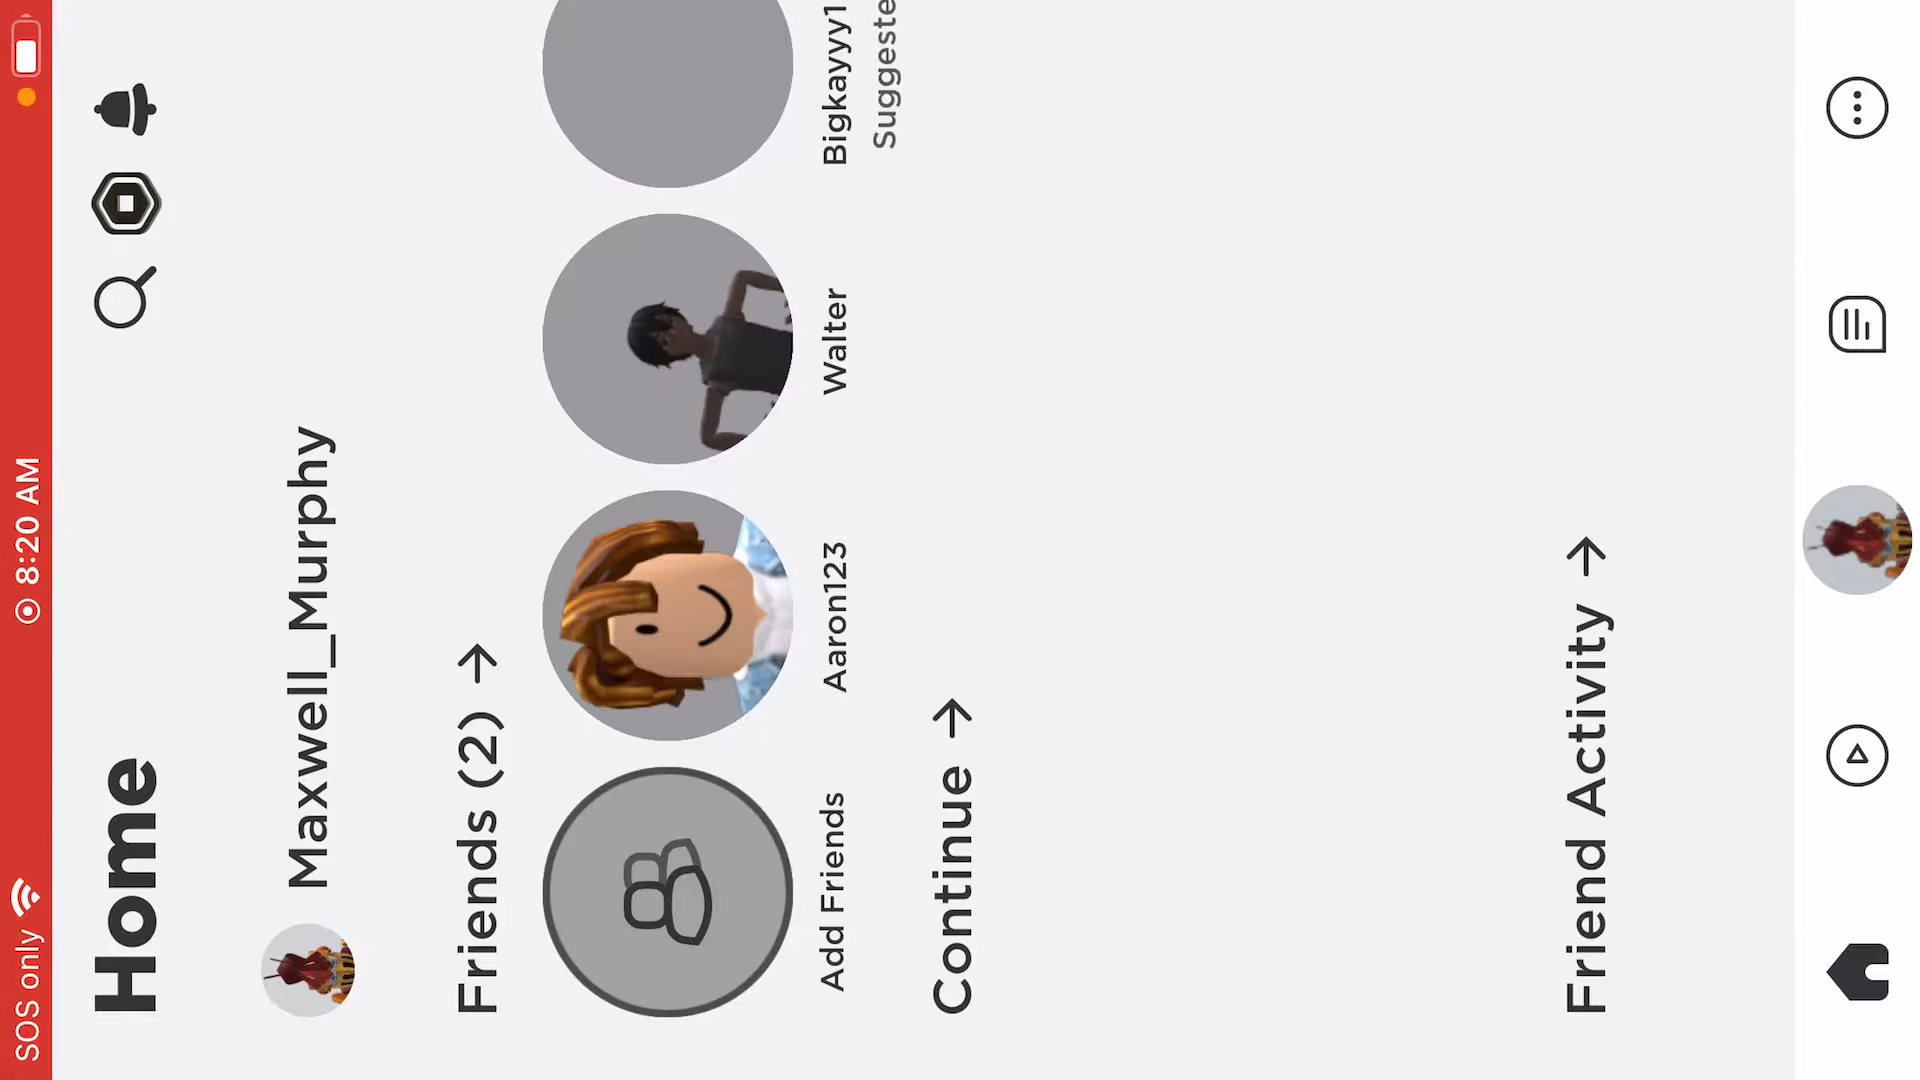 SOS only
8:20 AM
Home
Maxwell_Murphy
Friends (2)
Add Friends
Aaron123
Walter
Bigkayyy1
Suggeste
Continue
Friend Activity